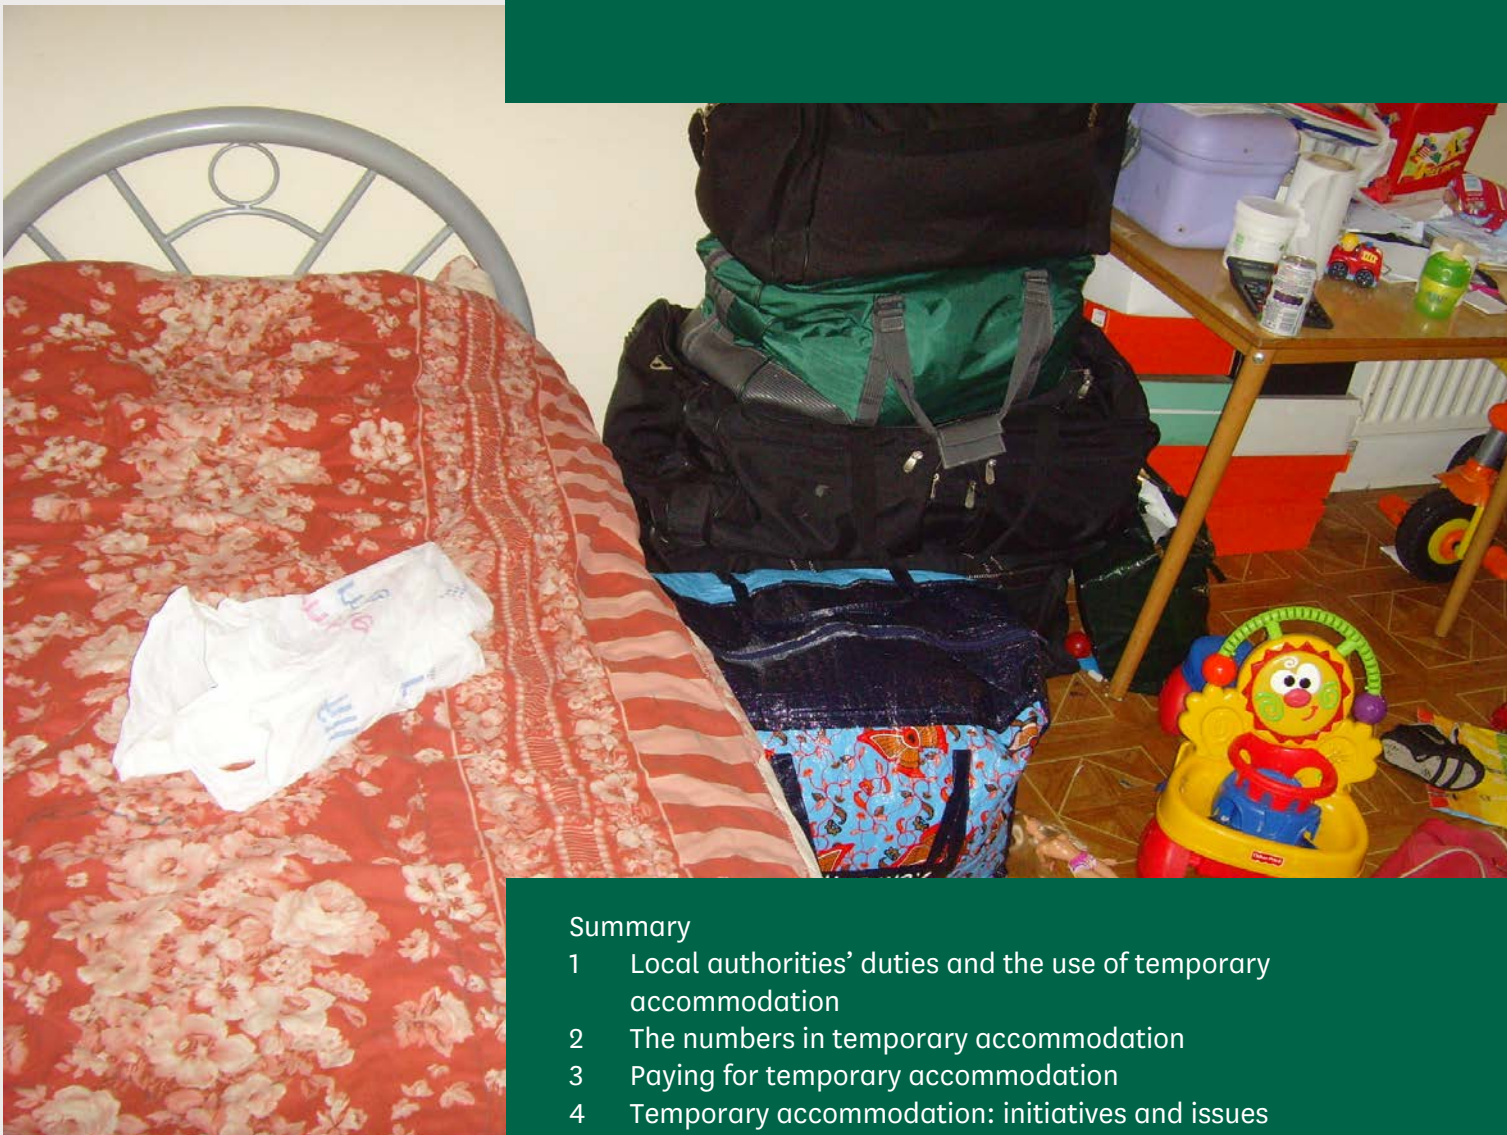 Summary
1 Local authorities’ duties and the use of temporary
accommodation
2 The numbers in temporary accommodation
3 Paying for temporary accommodation
4 Temporary accommodation: initiatives and issues